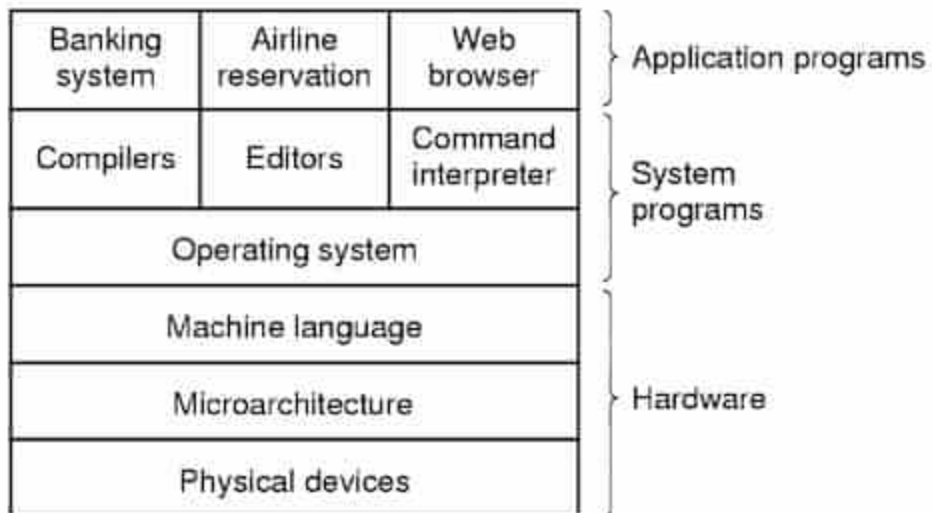 Banking
system
Airline
reservation
Web
browser
Application programs
Compilers
Editors
Command
interpreter
System
programs
Operating system
Machine language
Microarchitecture
Hardware
Physical devices